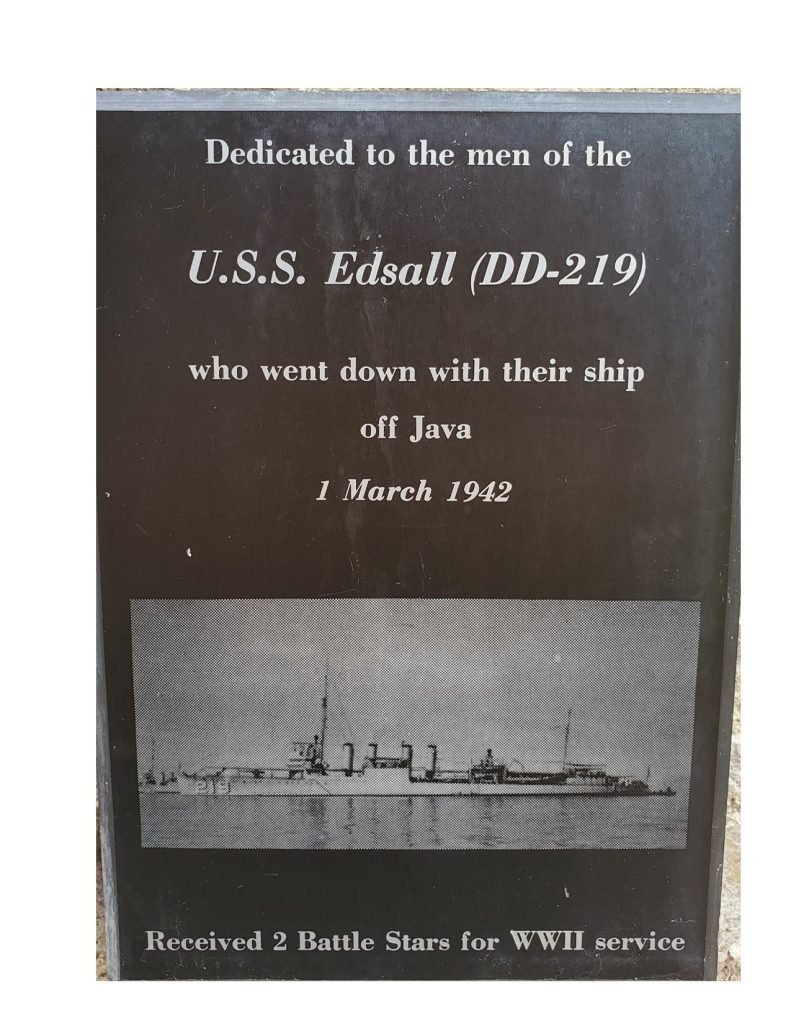 Dedicated to the men of the
U.S.S. Edsall (DD-219)
who went down with their ship
off Java
1 March 1942
219
Received 2 Battle Stars for WWII service